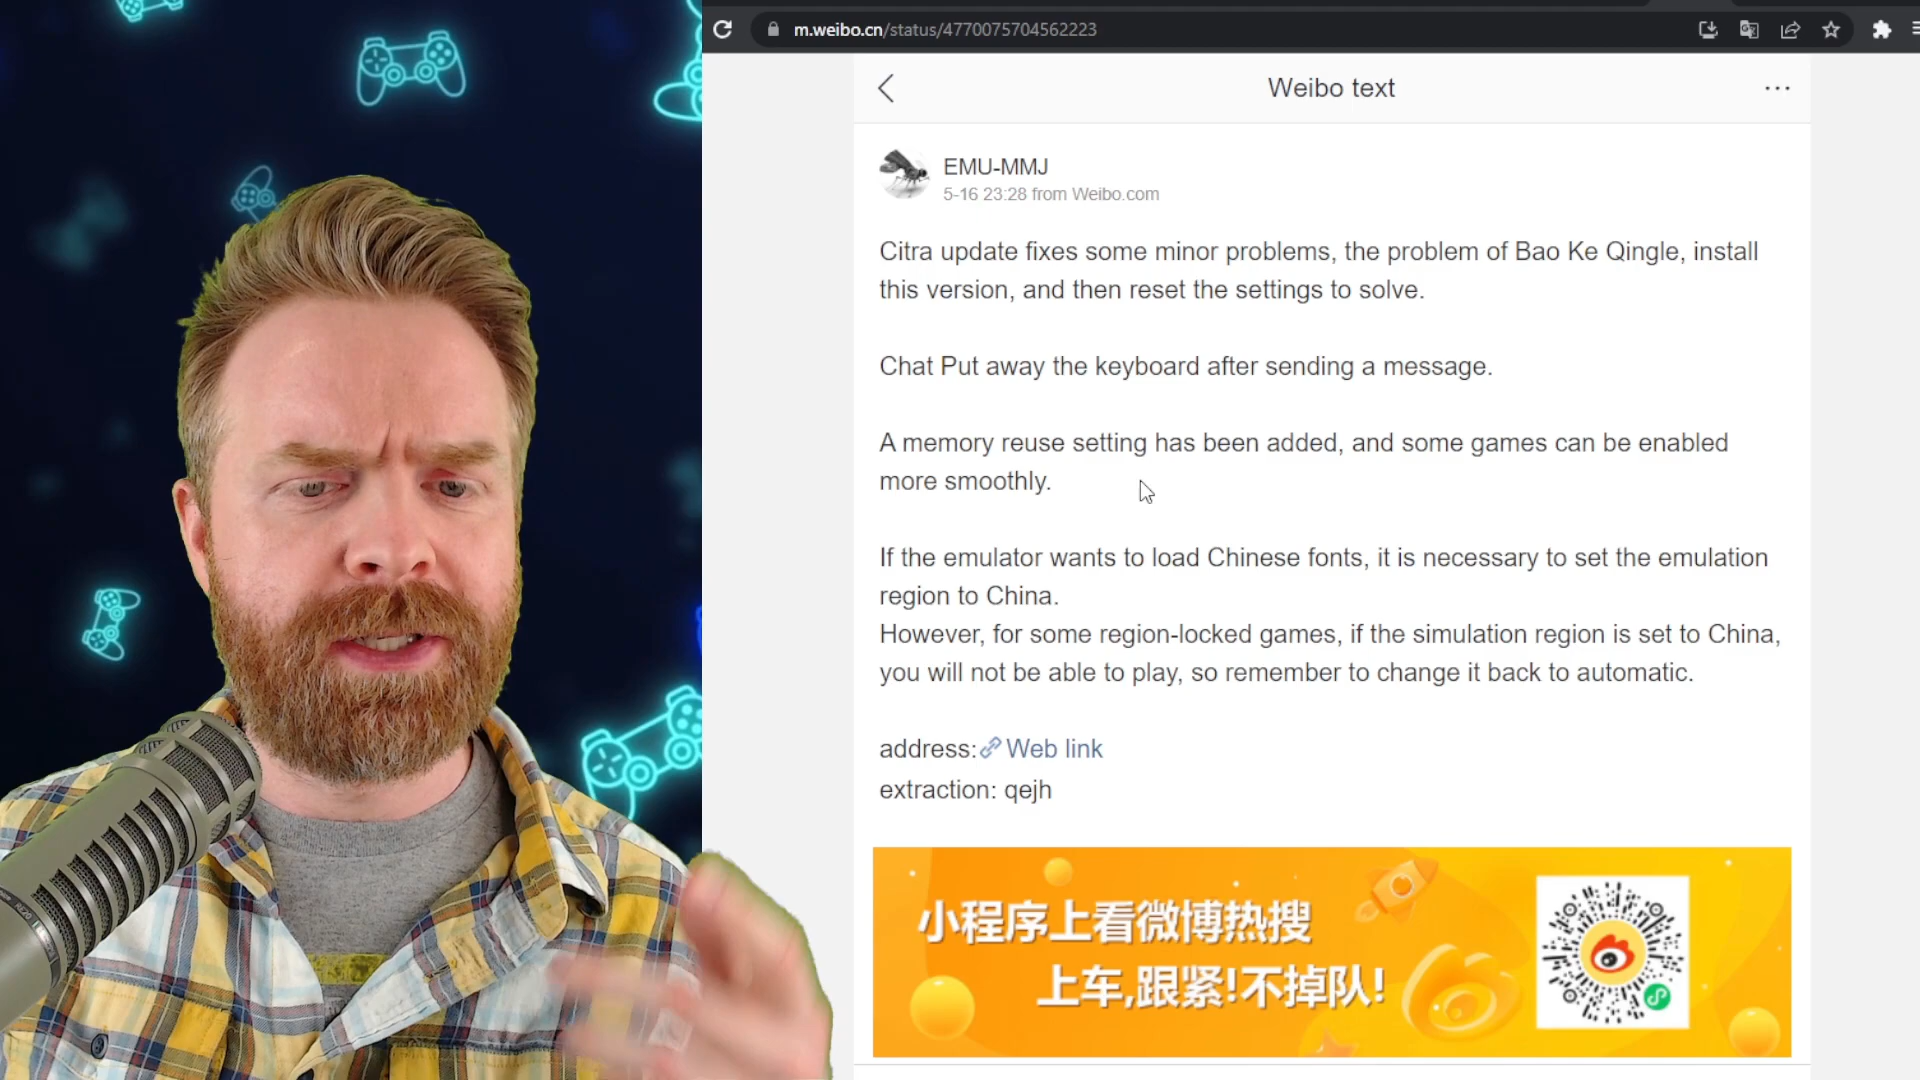 m.weibo.cn/status/4770075704562223
Weibo text
EMU-MMJ
5-16 23:28 from Weibo.com
Citra update fixes some minor problems, the problem of Bao Ke Qingle, install
this version, and then reset the settings to solve.
Chat Put away the keyboard after sending a message.
A memory reuse setting has been added, and some games can be enabled
more smoothly.
If the emulator wants to load Chinese fonts, it is necessary to set the emulation
region to China.
However, for some region-locked games, if the simulation region is set to China,
you will not be able to play, so remember to change it back to automatic.
address: Web link
extraction: qejh
小程序上看微博热搜
上车,跟紧!不掉队!